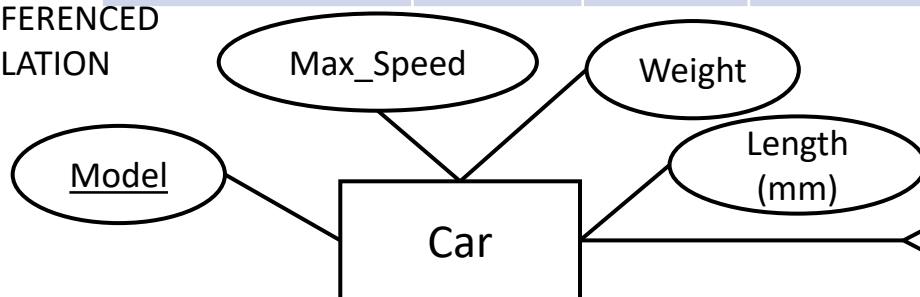 FERENCED
LATION
Max_Speed
Weight
Length
(mm)
Model
Car